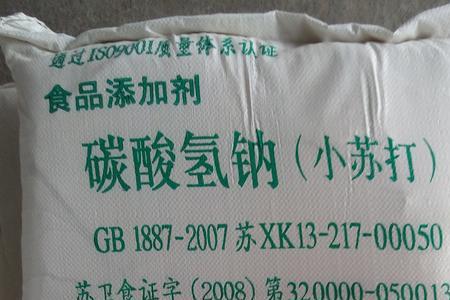 通过ISO9001质量体系认证
食品添加剂
碳酸氢钠(小苏打)
GB 1887-2007 苏XK13-217-00050
苏卫食证字(2008)第320000-050013